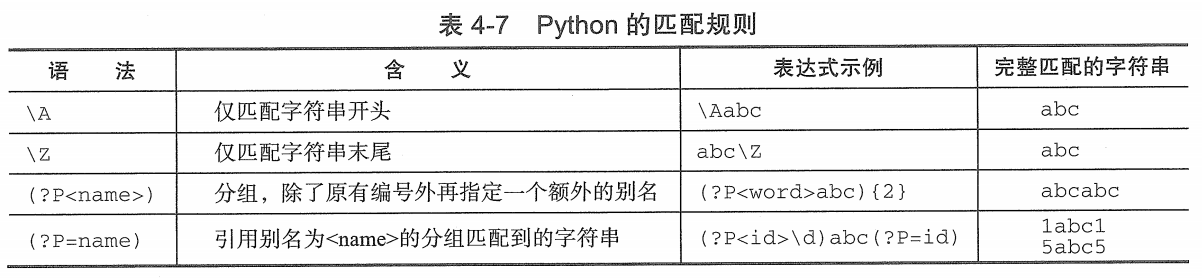 表 4-7 Python 的匹配规则
语 法 含 义 表达式示例 完整匹配的字符串
\A 仅匹配字符串开头 \Aabc abc
\Z 仅匹配字符串末尾 abc\Z abc
(?P<name>) 分组，除了原有编号外再指定一个额外的别名 (?P<word>abc){2} abcabc
(?P=name) 引用别名为<name>的分组匹配到的字符串 (?P<id>\d)abc(?P=id) 1abc1
5abc5